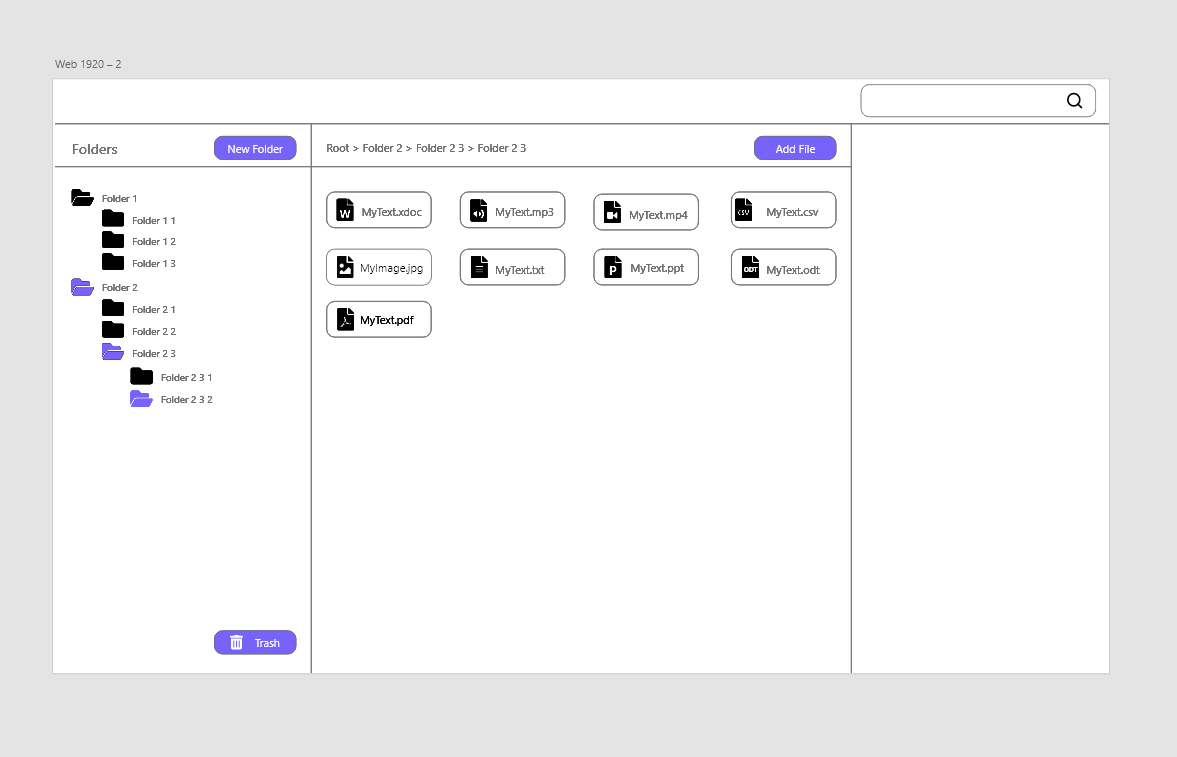 Web 1920 – 2
Folders
New Folder
Root > Folder 2 > Folder 2 3 > Folder 2 3
Add File
Folder 1
Folder 1 1
Folder 1 2
Folder 1 3
Folder 2
Folder 2 1
Folder 2 2
Folder 2 3
Folder 2 3 1
Folder 2 3 2
Trash
W MyText.xdoc
MyText.mp3
MyText.mp4
CSV MyText.csv
MyImage.jpg
MyText.txt
P MyText.ppt
ODT MyText.odt
MyText.pdf